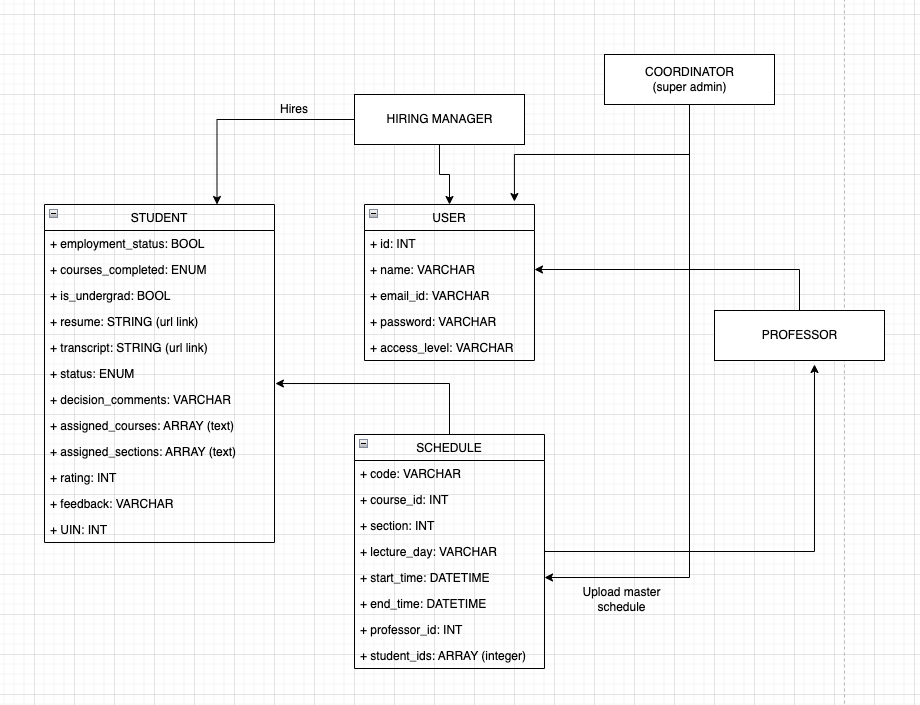 COORDINATOR
(super admin)
Hires
HIRING MANAGER
STUDENT
+ employment_status: BOOL
+ courses_completed: ENUM
+ is_undergrad: BOOL
+ resume: STRING (url link)
+ transcript: STRING (url link)
+ status: ENUM
+ decision_comments: VARCHAR
+ assigned_courses: ARRAY (text)
+ assigned_sections: ARRAY (text)
+ rating: INT
+ feedback: VARCHAR
+ UIN: INT
USER
+ id: INT
+ name: VARCHAR
+ email_id: VARCHAR
+ password: VARCHAR
+ access_level: VARCHAR
PROFESSOR
SCHEDULE
+ code: VARCHAR
+ course_id: INT
+ section: INT
+ lecture_day: VARCHAR
+ start_time: DATETIME
+ end_time: DATETIME
+ professor_id: INT
+ student_ids: ARRAY (integer)
Upload master
schedule